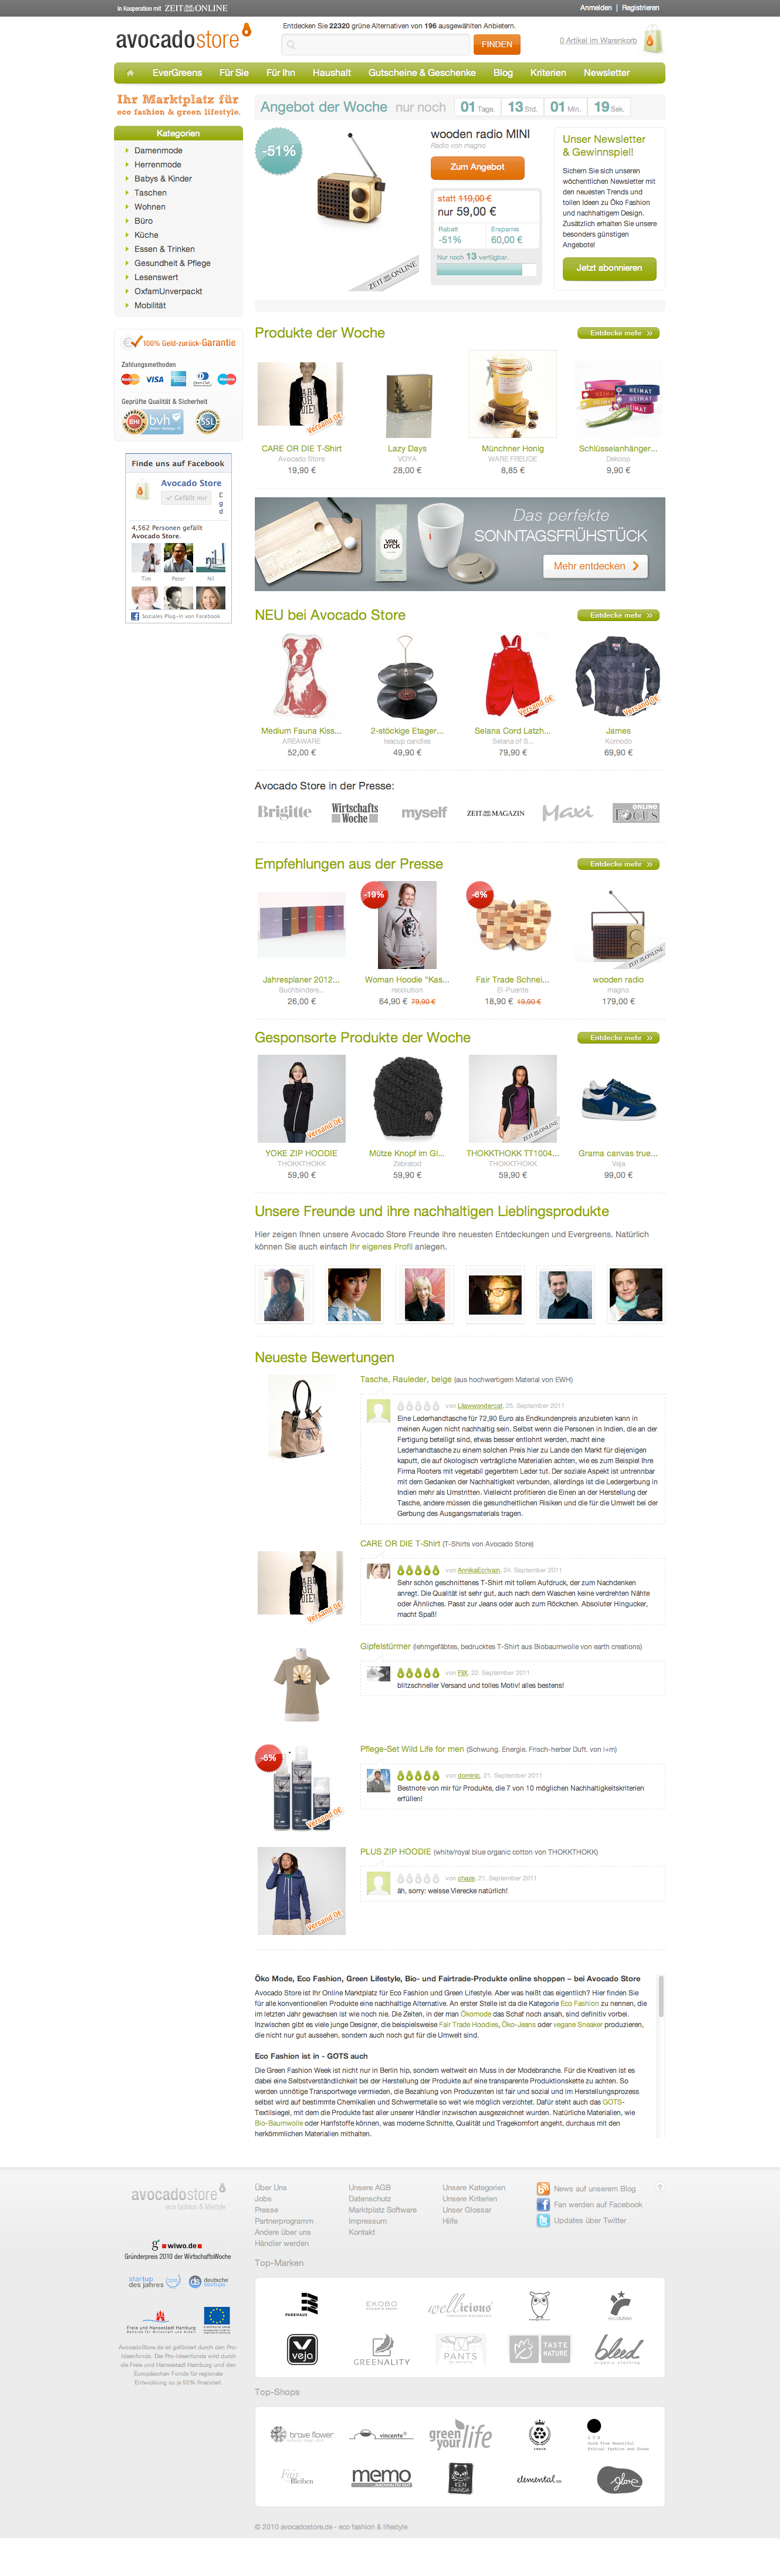 In Kooperation mit ZEIT ONLINE
Anmelden | Registrieren
avocadostore
Entdecken Sie 22320 grüne Alternativen von 196 ausgewählten Anbietern.
FINDEN
0 Artikel im Warenkorb
EverGreens Für Sie Für Ihn Haushalt Gutscheine & Geschenke Blog Kriterien Newsletter
Ihr Marktplatz für
eco fashion & green lifestyle.
Kategorien
Damenmode
Herrenmode
Babys & Kinder
Taschen
Wohnen
Büro
Küche
Essen & Trinken
Gesundheit & Pflege
Lesenswert
OxfamUnverpackt
Mobilität
100% Geld-zurück-Garantie
Zahlungsmethoden
VISA
Geprüfte Qualität & Sicherheit
EHI bvh SSL
Finde uns auf Facebook
Avocado Store
Gefällt mir
4,562 Personen gefällt
Avocado Store.
Tim Peter Nil
Soziales Plug-in von Facebook
Angebot der Woche nur noch 01 Tage. 13 Std. 01 Min. 19 Sek.
-51%
ZEIT ONLINE
wooden radio MINI
Radio von magno
Zum Angebot
statt 119,00 €
nur 59,00 €
Rabatt Ersparnis
-51% 60,00 €
Nur noch 13 verfügbar.
Unser Newsletter
& Gewinnspiel!
Sichern Sie sich unseren
wöchentlichen Newsletter mit
den neuesten Trends und
tollen Ideen zu Öko Fashion
und nachhaltigem Design.
Zusätzlich erhalten Sie unsere
besonders günstigen
Angebote!
Jetzt abonnieren
Produkte der Woche
Entdecke mehr
CARE OR DIE!
Versand 0€
HEIMAT
CARE OR DIE T-Shirt Lazy Days Münchner Honig Schlüsselanhänger...
Avocado Store VOYA WARE FREUDE Dekoop
19,90 € 28,00 € 8,85 € 9,90 €
VAN DYCK
Das perfekte
SONNTAGSFRÜHSTÜCK
Mehr entdecken
NEU bei Avocado Store
Entdecke mehr
Versand 0€ Versand 0€
Medium Fauna Kiss... 2-stöckige Etager... Selana Cord Latzh... James
AREAWARE teacup candles Selana of S... Komodo
52,00 € 49,90 € 79,90 € 69,90 €
Avocado Store in der Presse:
Brigitte Wirtschafts Woche myself ZEIT MAGAZIN Maxi ONLINE FOCUS
Empfehlungen aus der Presse
Entdecke mehr
-19% -6% ZEIT ONLINE
Jahresplaner 2012... Woman Hoodie "Kas... Fair Trade Schnei... wooden radio
Buchbindere... recolution El-Puente magno
26,00 € 64,90 € 79,90 € 18,90 € 19,90 € 179,00 €
Gesponsorte Produkte der Woche
Entdecke mehr
Versand 0€ ZEIT ONLINE
YOKE ZIP HOODIE Mütze Knopf im Gl... THOKKTHOKK TT1004... Grama canvas true...
THOKKTHOKK Zebratod THOKKTHOKK Veja
59,90 € 59,90 € 59,90 € 99,00 €
Unsere Freunde und ihre nachhaltigen Lieblingsprodukte
Hier zeigen Ihnen unsere Avocado Store Freunde ihre neuesten Entdeckungen und Evergreens. Natürlich
können Sie auch einfach Ihr eigenes Profil anlegen.
Neueste Bewertungen
Tasche, Rauleder, beige (aus hochwertigem Material von EWH)
von Lilawwondercat, 25. September 2011
Eine Lederhandtasche für 72,90 Euro als Endkundenpreis anzubieten kann in
meinen Augen nicht nachhaltig sein. Selbst wenn die Personen in Indien, die an der
Fertigung beteiligt sind, etwas besser entlohnt werden, macht eine
Lederhandtasche zu einem solchen Preis hier zu Lande den Markt für diejenigen
kaputt, die auf ökologisch verträgliche Materialien achten, wie es zum Beispiel Ihre
Firma Rooters mit vegetabil gegerbtem Leder tut. Der soziale Aspekt ist untrennbar
mit dem Gedanken der Nachhaltigkeit verbunden, allerdings ist die Ledergerbung in
Indien mehr als Umstritten. Vielleicht profitieren die Einen an der Herstellung der
Tasche, andere müssen die gesundheitlichen Risiken und die für die Umwelt bei der
Gerbung des Ausgangsmaterials tragen.
CARE OR DIE T-Shirt (T-Shirts von Avocado Store)
CARE OR DIE!
Versand 0€
von AnnikaEcrivain, 24. September 2011
Sehr schön geschnittenes T-Shirt mit tollem Aufdruck, der zum Nachdenken
anregt. Die Qualität ist sehr gut, auch nach dem Waschen keine verdrehten Nähte
oder Ähnliches. Passt zur Jeans oder auch zum Röckchen. Absoluter Hingucker,
macht Spaß!
Gipfelstürmer (lehmgefäbtes, bedrucktes T-Shirt aus Biobaumwolle von earth creations)
von FliX, 22. September 2011
blitzschneller Versand und tolles Motiv! alles bestens!
-5%
Versand 0€
Pflege-Set Wild Life for men (Schwung. Energie. Frisch-herber Duft. von i+m)
von dominic, 21. September 2011
Bestnote von mir für Produkte, die 7 von 10 möglichen Nachhaltigkeitskriterien
erfüllen!
PLUS ZIP HOODIE (white/royal blue organic cotton von THOKKTHOKK)
Versand 0€
von chaze, 21. September 2011
äh, sorry: weisse Vierecke natürlich!
Öko Mode, Eco Fashion, Green Lifestyle, Bio- und Fairtrade-Produkte online shoppen – bei Avocado Store
Avocado Store ist Ihr Online Marktplatz für Eco Fashion und Green Lifestyle. Aber was heißt das eigentlich? Hier finden Sie
für alle konventionellen Produkte eine nachhaltige Alternative. An erster Stelle ist da die Kategorie Eco Fashion zu nennen, die
im letzten Jahr gewachsen ist wie noch nie. Die Zeiten, in der man Ökomode das Schaf noch ansah, sind definitiv vorbei.
Inzwischen gibt es viele junge Designer, die beispielsweise Fair Trade Hoodies, Öko-Jeans oder vegane Sneaker produzieren,
die nicht nur gut aussehen, sondern auch noch gut für die Umwelt sind.
Eco Fashion ist in - GOTS auch
Die Green Fashion Week ist nicht nur in Berlin hip, sondern weltweit ein Muss in der Modebranche. Für die Kreativen ist es
dabei eine Selbstverständlichkeit bei der Herstellung der Produkte auf eine transparente Produktionskette zu achten. So
werden unnötige Transportwege vermieden, die Bezahlung von Produzenten ist fair und sozial und im Herstellungsprozess
selbst wird auf bestimmte Chemikalien und Schwermetalle so weit wie möglich verzichtet. Dafür steht auch das GOTS-
Textilsiegel, mit dem die Produkte fast aller unserer Händler inzwischen ausgezeichnet wurden. Natürliche Materialien, wie
Bio-Baumwolle oder Hanfstoffe können, was moderne Schnitte, Qualität und Tragekomfort angeht, durchaus mit den
herkömmlichen Materialien mithalten.
avocadostore
eco fashion & lifestyle
wiwo.de
Gründerpreis 2010 der WirtschaftsWoche
startup des jahres
deutsche startups
Freie und Hansestadt Hamburg
AvocadoStore.de ist gefördert durch den Pro-
Ideenfonds. Der Pro-Ideenfonds wird durch
die Freie und Hansestadt Hamburg und den
Europäischen Fonds für regionale
Entwicklung zu je 55% finanziert.
Über Uns
Jobs
Presse
Partnerprogramm
Andere über uns
Händler werden
Unsere AGB
Datenschutz
Marktplatz Software
Impressum
Kontakt
Unsere Kategorien
Unsere Kriterien
Unser Glossar
Hilfe
News auf unserem Blog
Fan werden auf Facebook
Updates über Twitter
Top-Marken
PARKHAUS EKOBO wellicious recolution
veja GREENALITY PANTS TASTE NATURE bleed
Top-Shops
brave flower vincente green your life
Fair Bleiben memo KEN PANDA elemental.co glore
© 2010 avocadostore.de - eco fashion & lifestyle